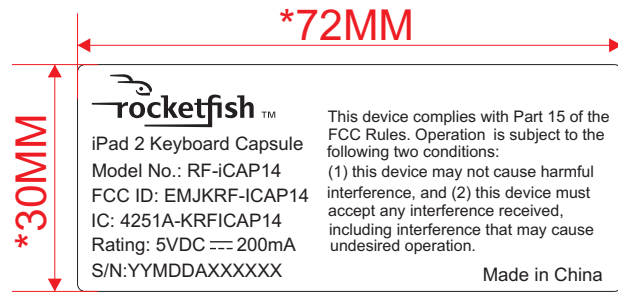 *72MM
*30MM
rocketfish TM
iPad 2 Keyboard Capsule
Model No.: RF-iCAP14
FCC ID: EMJKRF-ICAP14
IC: 4251A-KRFICAP14
Rating: 5VDC ⎓ 200mA
S/N:YYMDDAXXXXXX
This device complies with Part 15 of the
FCC Rules. Operation is subject to the
following two conditions:
(1) this device may not cause harmful
interference, and (2) this device must
accept any interference received,
including interference that may cause
undesired operation.
Made in China